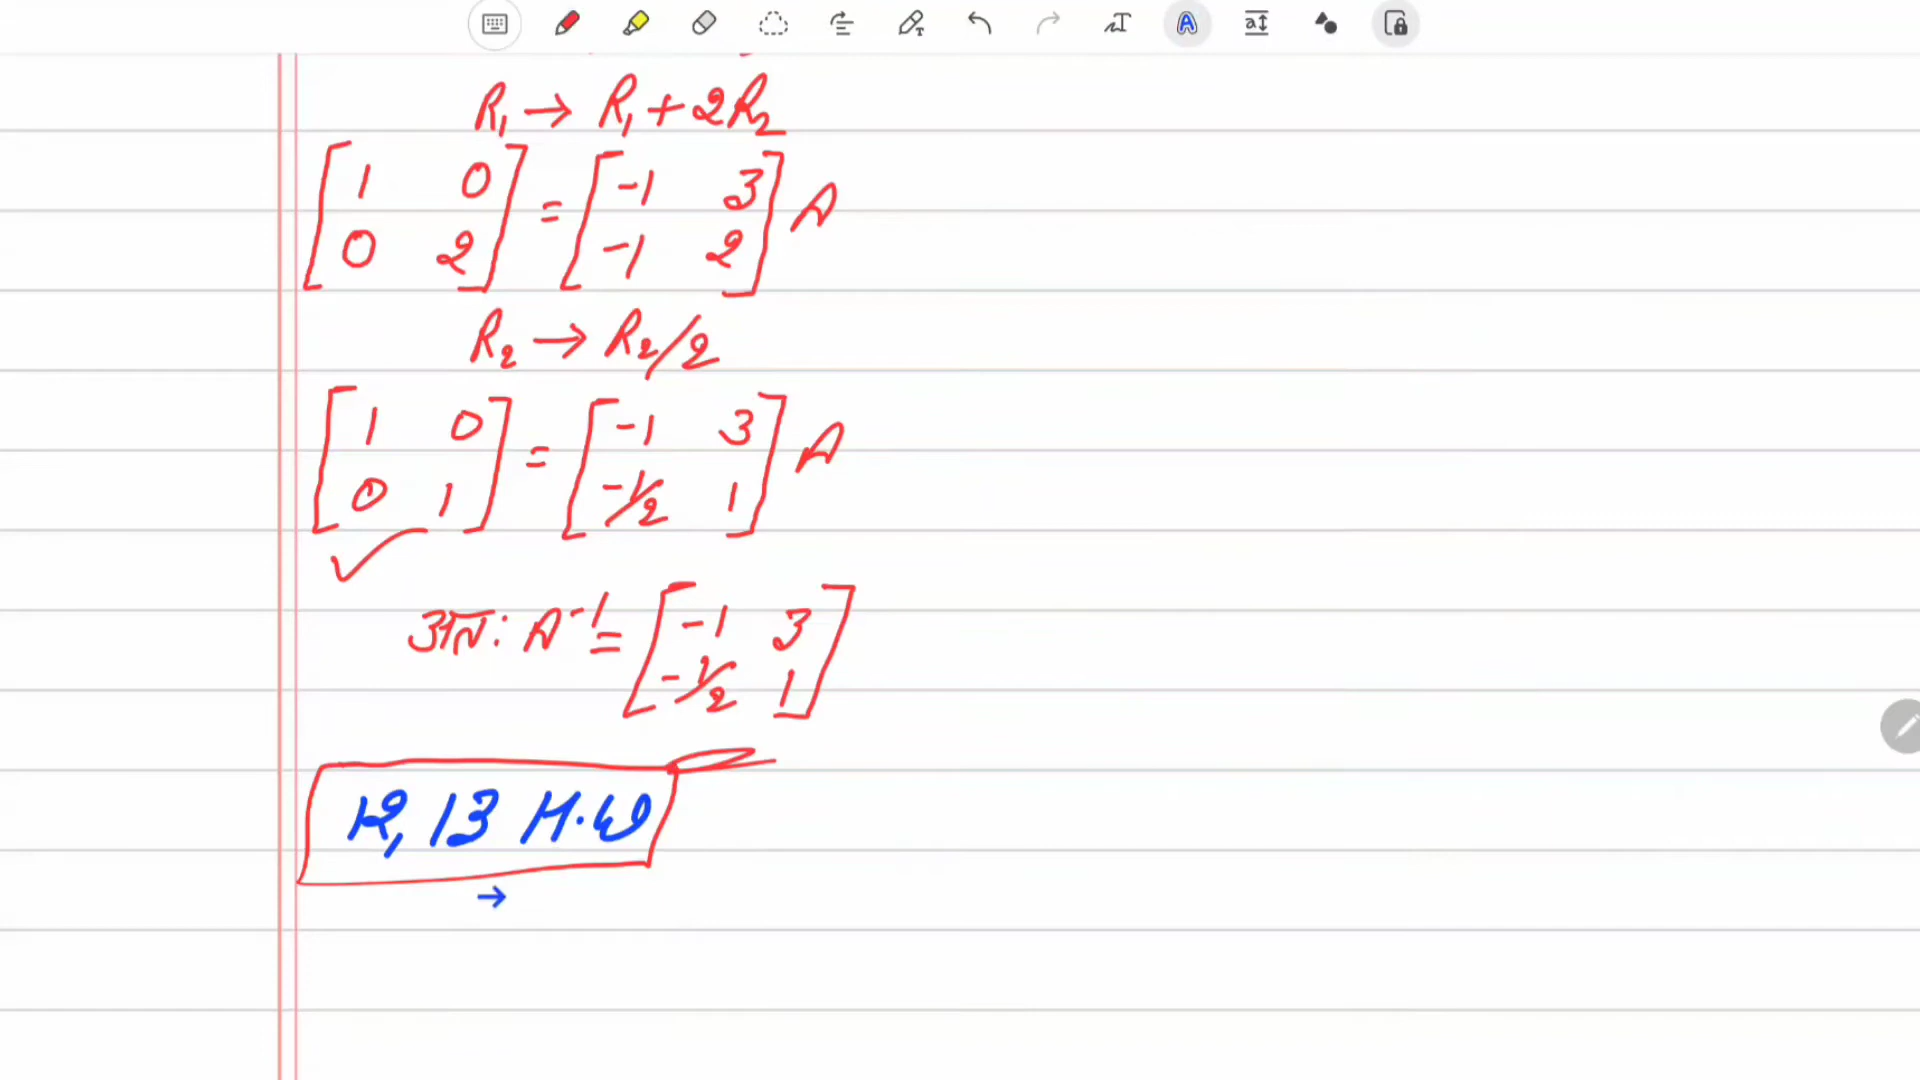 R₁ → R₁ + 2R₂
[1 0; 0 2] = [-1 3; -1 2] A
R₂ → R₂/2
[1 0; 0 1] = [-1 3; -1/2 1] A
अतः A⁻¹ = [-1 3; -1/2 1]
12, 13 H.W
→